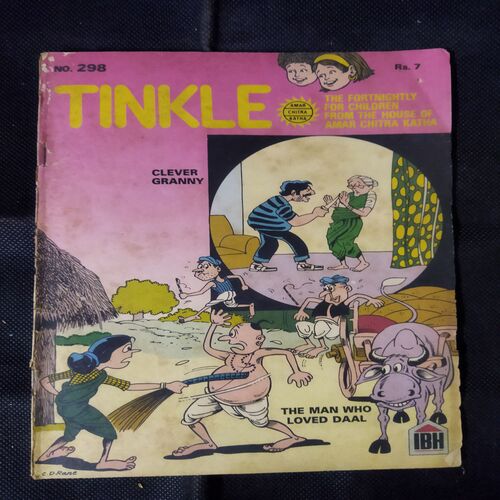 NO. 298
Rs. 7
TINKLE
AMAR
CHITRA
KATHA
THE FORTNIGHTLY
FOR CHILDREN
FROM THE HOUSE OF
AMAR CHITRA KATHA
CLEVER
GRANNY
THE MAN WHO
LOVED DAAL
IBH
C.D.Rane